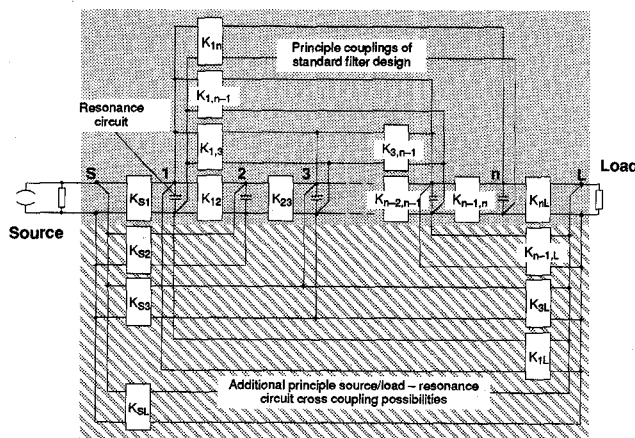 K1n
Principle couplings of
standard filter design
K1,n-1
Resonance
circuit
K1,3
K3,n-1
S
1
2
3
n
L
Load
KS1
K12
K23
Kn-2,n-1
Kn-1,n
KnL
Source
KS2
Kn-1,L
KS3
K3L
K1L
Additional principle source/load – resonance
circuit cross coupling possibilities
KSL